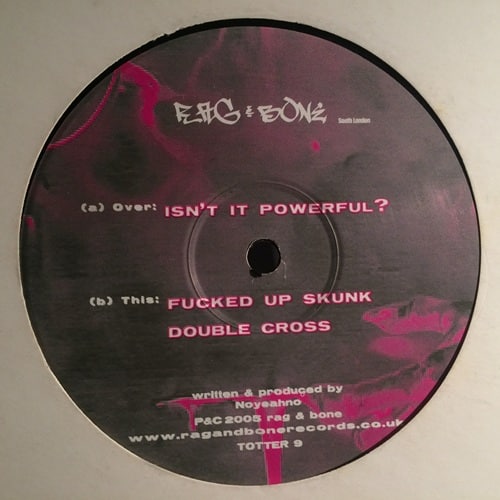 RAG & BONE South London
(a) Over: ISN'T IT POWERFUL?
(b) This: FUCKED UP SKUNK
DOUBLE CROSS
written & produced by
Noyeahno
P&C 2005 rag & bone
www.ragandbonerecords.co.uk
TOTTER 9